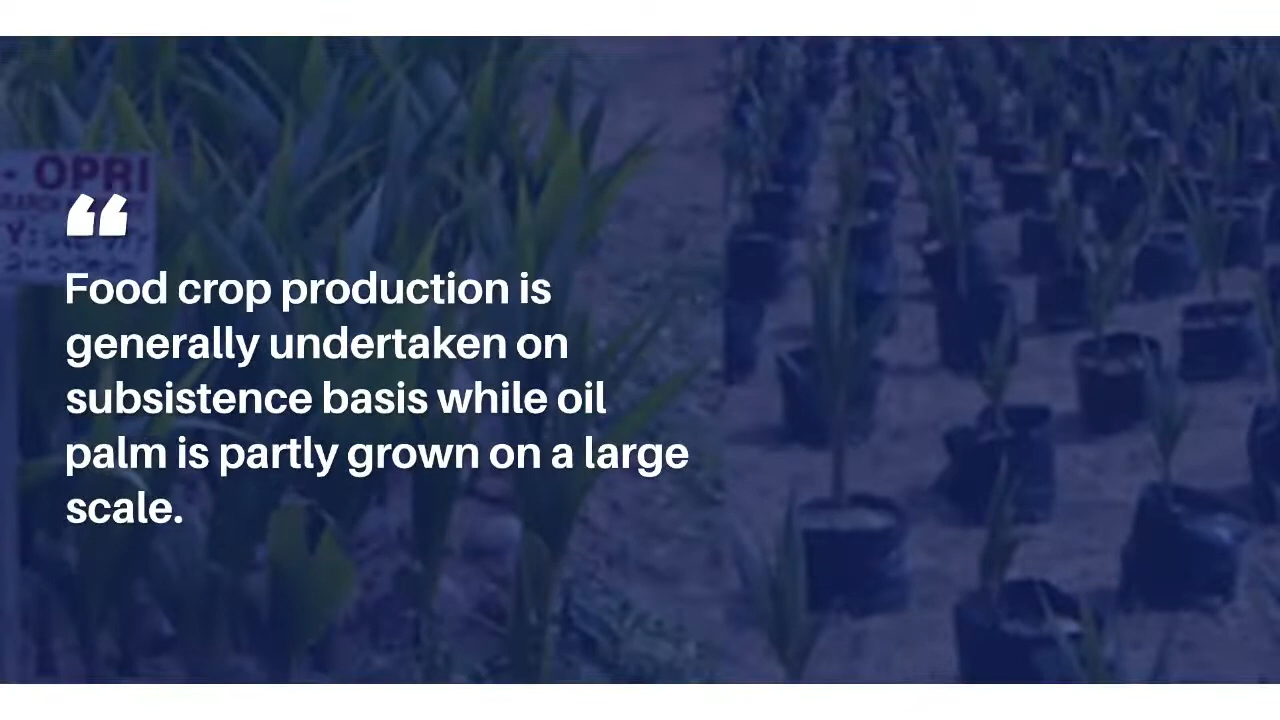 - OPRI
“
Food crop production is
generally undertaken on
subsistence basis while oil
palm is partly grown on a large
scale.